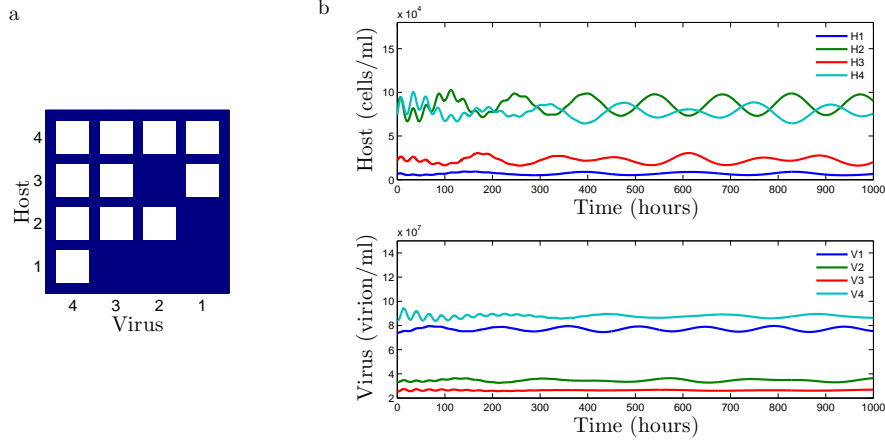 a
Host
4
3
2
1
4 3 2 1
Virus
b
x 10^4
Host (cells/ml)
15
10
5
0
H1
H2
H3
H4
0 100 200 300 400 500 600 700 800 900 1000
Time (hours)
x 10^7
Virus (virion/ml)
14
12
10
8
6
4
2
V1
V2
V3
V4
0 100 200 300 400 500 600 700 800 900 1000
Time (hours)